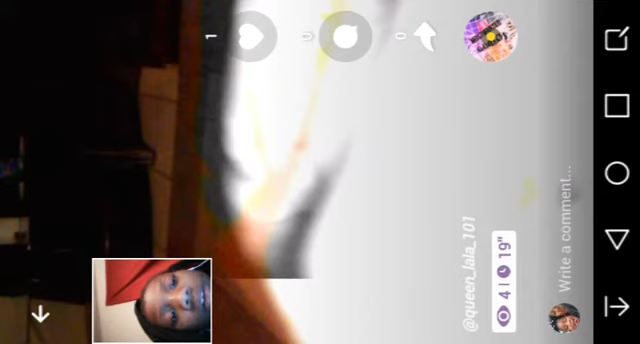 1
0
0
@queen_lala_101
4 | 19"
Write a comment...